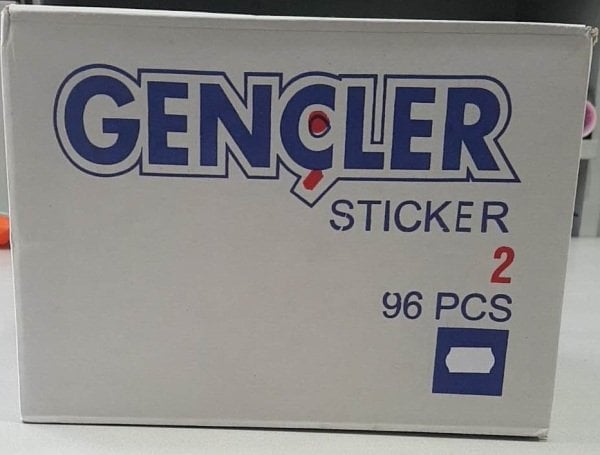 GENÇLER
STICKER
2
96 PCS